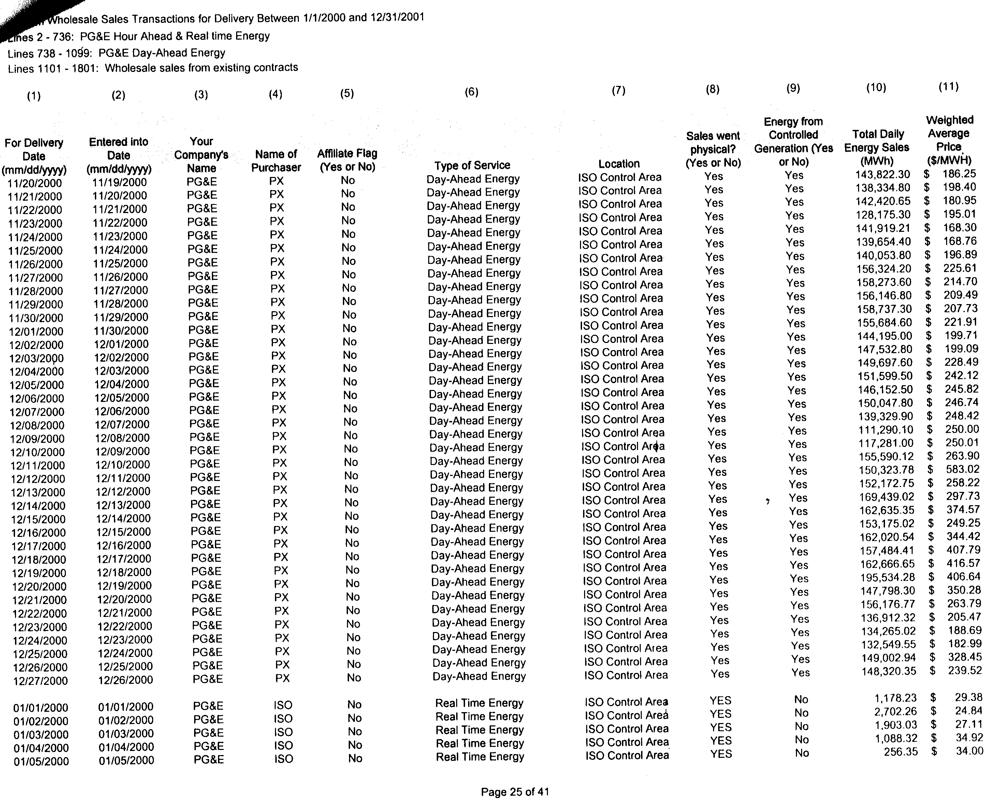 Wholesale Sales Transactions for Delivery Between 1/1/2000 and 12/31/2001
Lines 2 - 736: PG&E Hour Ahead & Real time Energy
Lines 738 - 1099: PG&E Day-Ahead Energy
Lines 1101 - 1801: Wholesale sales from existing contracts
(1) (2) (3) (4) (5) (6) (7) (8) (9) (10) (11)
For Delivery Date (mm/dd/yyyy) Entered into Date (mm/dd/yyyy) Your Company's Name Name of Purchaser Affiliate Flag (Yes or No) Type of Service Location Sales went physical? (Yes or No) Energy from Controlled Generation (Yes or No) Total Daily Energy Sales (MWh) Weighted Average Price ($/MWH)
11/20/2000 11/19/2000 PG&E PX No Day-Ahead Energy ISO Control Area Yes Yes 143,822.30 $ 186.25
11/21/2000 11/20/2000 PG&E PX No Day-Ahead Energy ISO Control Area Yes Yes 138,334.80 $ 198.40
11/22/2000 11/21/2000 PG&E PX No Day-Ahead Energy ISO Control Area Yes Yes 142,420.65 $ 180.95
11/23/2000 11/22/2000 PG&E PX No Day-Ahead Energy ISO Control Area Yes Yes 128,175.30 $ 195.01
11/24/2000 11/23/2000 PG&E PX No Day-Ahead Energy ISO Control Area Yes Yes 141,919.21 $ 168.30
11/25/2000 11/24/2000 PG&E PX No Day-Ahead Energy ISO Control Area Yes Yes 139,654.40 $ 168.76
11/26/2000 11/25/2000 PG&E PX No Day-Ahead Energy ISO Control Area Yes Yes 140,053.80 $ 196.89
11/27/2000 11/26/2000 PG&E PX No Day-Ahead Energy ISO Control Area Yes Yes 156,324.20 $ 225.61
11/28/2000 11/27/2000 PG&E PX No Day-Ahead Energy ISO Control Area Yes Yes 158,273.60 $ 214.70
11/29/2000 11/28/2000 PG&E PX No Day-Ahead Energy ISO Control Area Yes Yes 156,146.80 $ 209.49
11/30/2000 11/29/2000 PG&E PX No Day-Ahead Energy ISO Control Area Yes Yes 158,737.30 $ 207.73
12/01/2000 11/30/2000 PG&E PX No Day-Ahead Energy ISO Control Area Yes Yes 155,684.60 $ 221.91
12/02/2000 12/01/2000 PG&E PX No Day-Ahead Energy ISO Control Area Yes Yes 144,195.00 $ 199.71
12/03/2000 12/02/2000 PG&E PX No Day-Ahead Energy ISO Control Area Yes Yes 147,532.80 $ 199.09
12/04/2000 12/03/2000 PG&E PX No Day-Ahead Energy ISO Control Area Yes Yes 149,697.60 $ 228.49
12/05/2000 12/04/2000 PG&E PX No Day-Ahead Energy ISO Control Area Yes Yes 151,599.50 $ 242.12
12/06/2000 12/05/2000 PG&E PX No Day-Ahead Energy ISO Control Area Yes Yes 146,152.50 $ 245.82
12/07/2000 12/06/2000 PG&E PX No Day-Ahead Energy ISO Control Area Yes Yes 150,047.80 $ 246.74
12/08/2000 12/07/2000 PG&E PX No Day-Ahead Energy ISO Control Area Yes Yes 139,329.90 $ 248.42
12/09/2000 12/08/2000 PG&E PX No Day-Ahead Energy ISO Control Area Yes Yes 111,290.10 $ 250.00
12/10/2000 12/09/2000 PG&E PX No Day-Ahead Energy ISO Control Area Yes Yes 117,281.00 $ 250.01
12/11/2000 12/10/2000 PG&E PX No Day-Ahead Energy ISO Control Area Yes Yes 155,590.12 $ 263.90
12/12/2000 12/11/2000 PG&E PX No Day-Ahead Energy ISO Control Area Yes Yes 150,323.78 $ 583.02
12/13/2000 12/12/2000 PG&E PX No Day-Ahead Energy ISO Control Area Yes Yes 152,172.75 $ 258.22
12/14/2000 12/13/2000 PG&E PX No Day-Ahead Energy ISO Control Area Yes Yes 169,439.02 $ 297.73
12/15/2000 12/14/2000 PG&E PX No Day-Ahead Energy ISO Control Area Yes Yes 162,635.35 $ 374.57
12/16/2000 12/15/2000 PG&E PX No Day-Ahead Energy ISO Control Area Yes Yes 153,175.02 $ 249.25
12/17/2000 12/16/2000 PG&E PX No Day-Ahead Energy ISO Control Area Yes Yes 162,020.54 $ 344.42
12/18/2000 12/17/2000 PG&E PX No Day-Ahead Energy ISO Control Area Yes Yes 157,484.41 $ 407.79
12/19/2000 12/18/2000 PG&E PX No Day-Ahead Energy ISO Control Area Yes Yes 162,666.65 $ 416.57
12/20/2000 12/19/2000 PG&E PX No Day-Ahead Energy ISO Control Area Yes Yes 195,534.28 $ 406.64
12/21/2000 12/20/2000 PG&E PX No Day-Ahead Energy ISO Control Area Yes Yes 147,798.30 $ 350.28
12/22/2000 12/21/2000 PG&E PX No Day-Ahead Energy ISO Control Area Yes Yes 156,176.77 $ 263.79
12/23/2000 12/22/2000 PG&E PX No Day-Ahead Energy ISO Control Area Yes Yes 136,912.32 $ 205.47
12/24/2000 12/23/2000 PG&E PX No Day-Ahead Energy ISO Control Area Yes Yes 134,265.02 $ 188.69
12/25/2000 12/24/2000 PG&E PX No Day-Ahead Energy ISO Control Area Yes Yes 132,549.55 $ 182.99
12/26/2000 12/25/2000 PG&E PX No Day-Ahead Energy ISO Control Area Yes Yes 149,002.94 $ 328.45
12/27/2000 12/26/2000 PG&E PX No Day-Ahead Energy ISO Control Area Yes Yes 148,320.35 $ 239.52
01/01/2000 01/01/2000 PG&E ISO No Real Time Energy ISO Control Area YES No 1,178.23 $ 29.38
01/02/2000 01/02/2000 PG&E ISO No Real Time Energy ISO Control Area YES No 2,702.26 $ 24.84
01/03/2000 01/03/2000 PG&E ISO No Real Time Energy ISO Control Area YES No 1,903.03 $ 27.11
01/04/2000 01/04/2000 PG&E ISO No Real Time Energy ISO Control Area YES No 1,088.32 $ 34.92
01/05/2000 01/05/2000 PG&E ISO No Real Time Energy ISO Control Area YES No 256.35 $ 34.00
Page 25 of 41